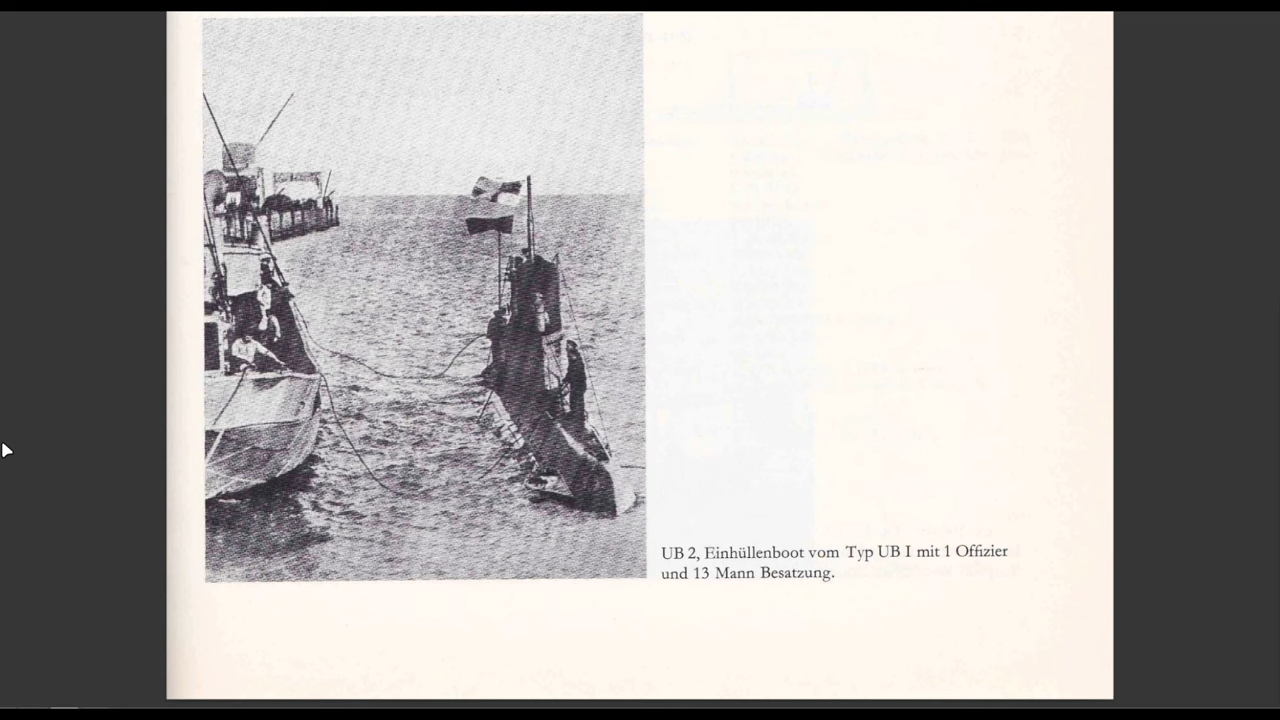 UB 2, Einhüllenboot vom Typ UB I mit 1 Offizier
und 13 Mann Besatzung.